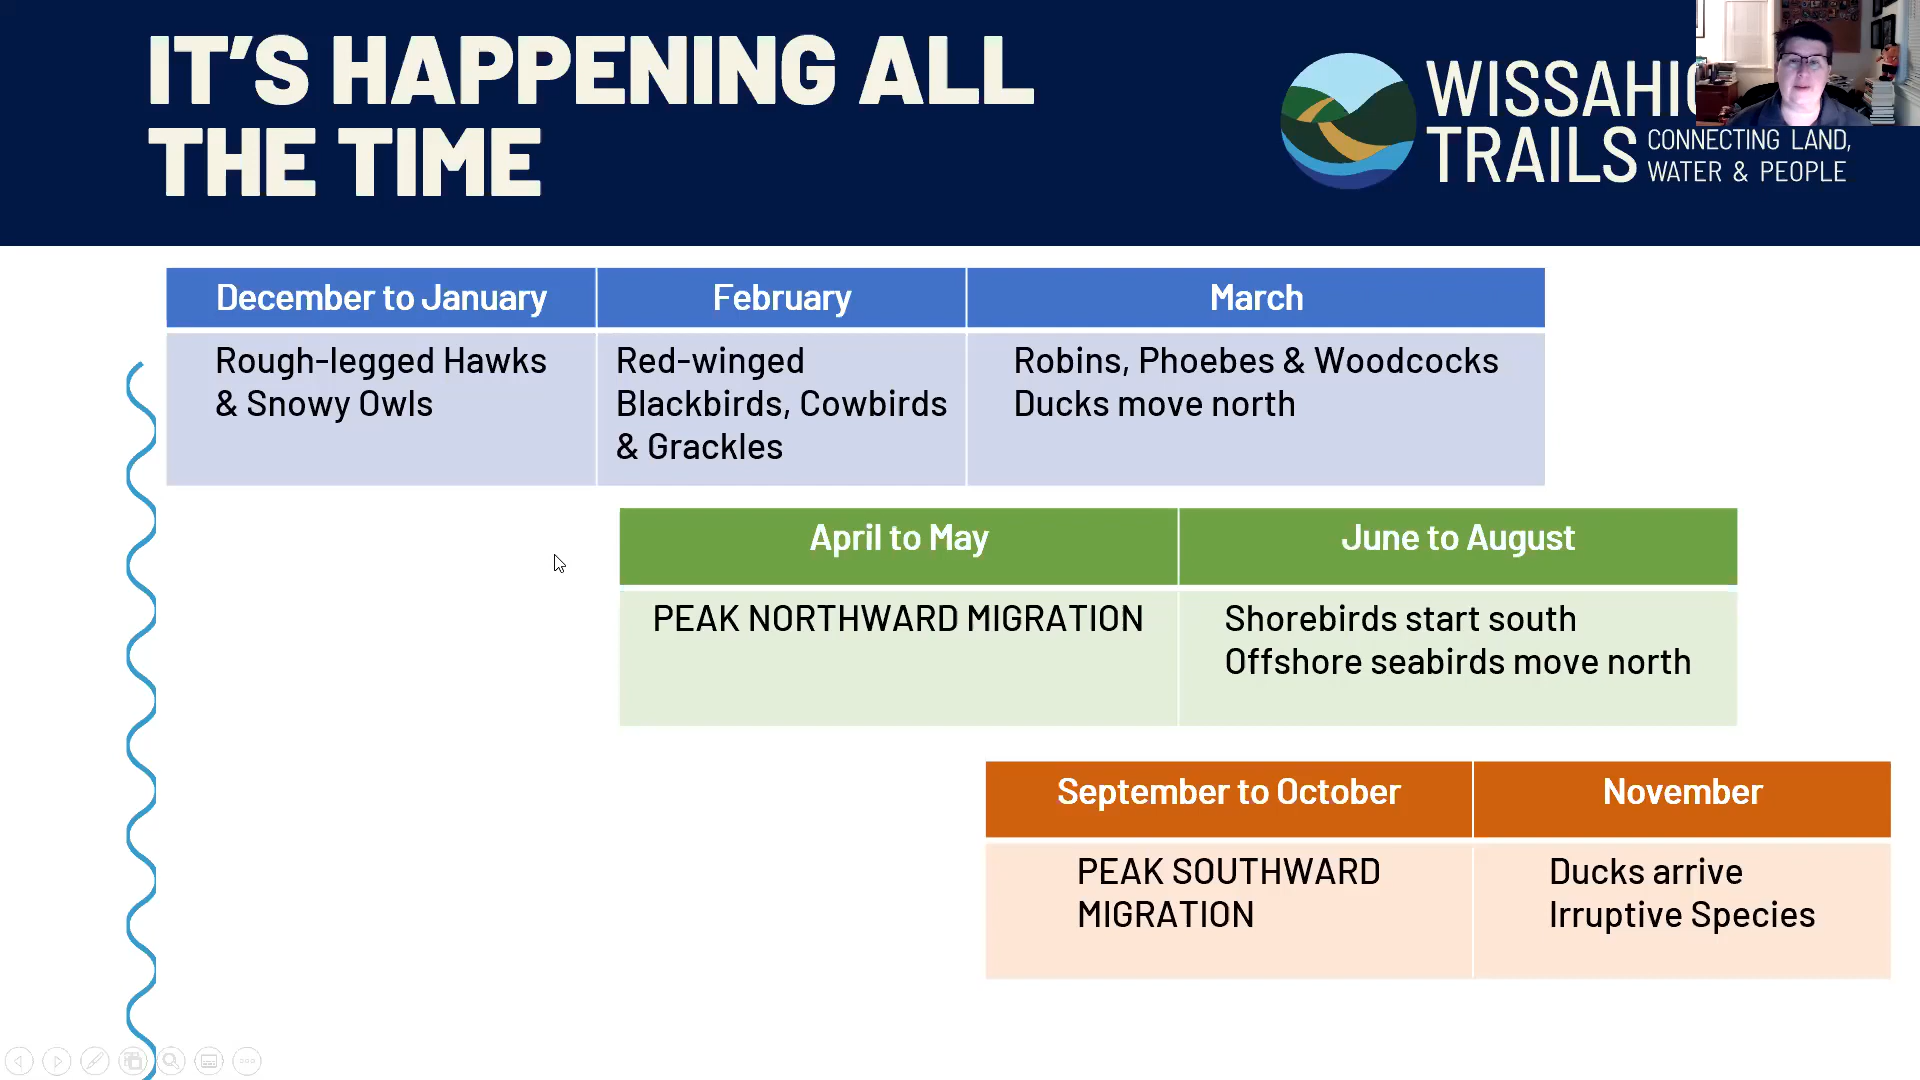 IT'S HAPPENING ALL
THE TIME
WISSAHIC
TRAILS
CONNECTING LAND,
WATER & PEOPLE
December to January
February
March
Rough-legged Hawks
& Snowy Owls
Red-winged
Blackbirds, Cowbirds
& Grackles
Robins, Phoebes & Woodcocks
Ducks move north
April to May
June to August
PEAK NORTHWARD MIGRATION
Shorebirds start south
Offshore seabirds move north
September to October
November
PEAK SOUTHWARD
MIGRATION
Ducks arrive
Irruptive Species